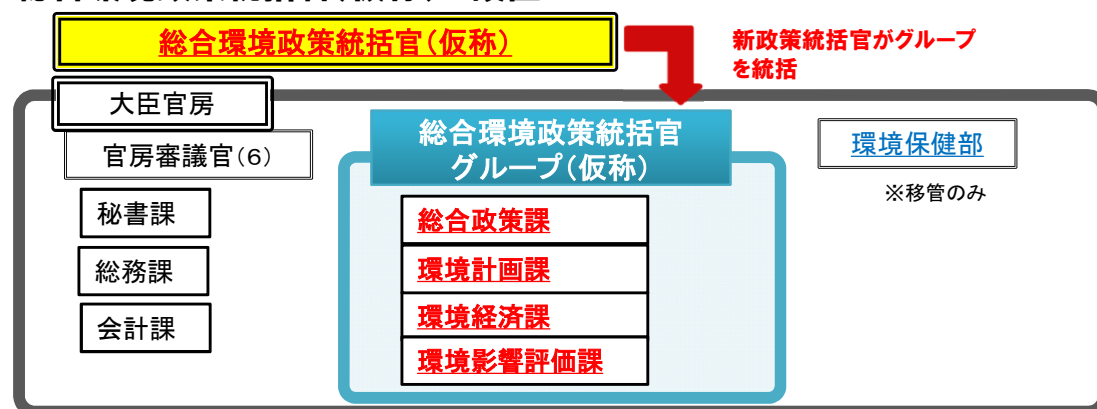 総合環境政策統括官(仮称)
新政策統括官がグループ
を統括
大臣官房
官房審議官(6)
秘書課
総務課
会計課
総合環境政策統括官
グループ(仮称)
総合政策課
環境計画課
環境経済課
環境影響評価課
環境保健部
※移管のみ